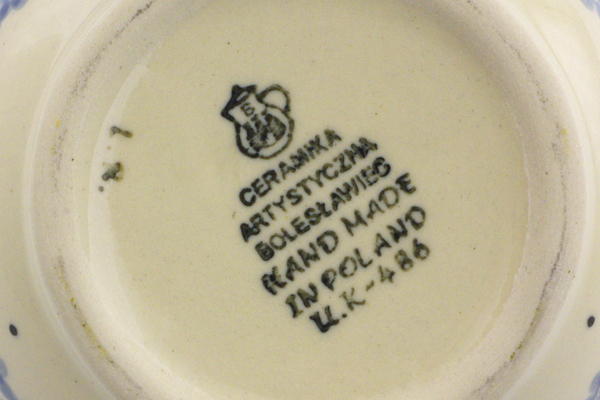 B
CERAMIKA
ARTYSTYCZNA
BOLESŁAWIEC
HAND MADE
IN POLAND
U.K-486